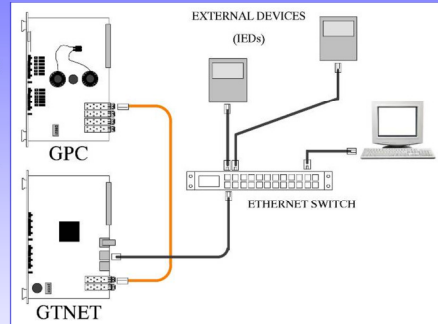 EXTERNAL DEVICES
(IEDs)
GPC
ETHERNET SWITCH
GTNET